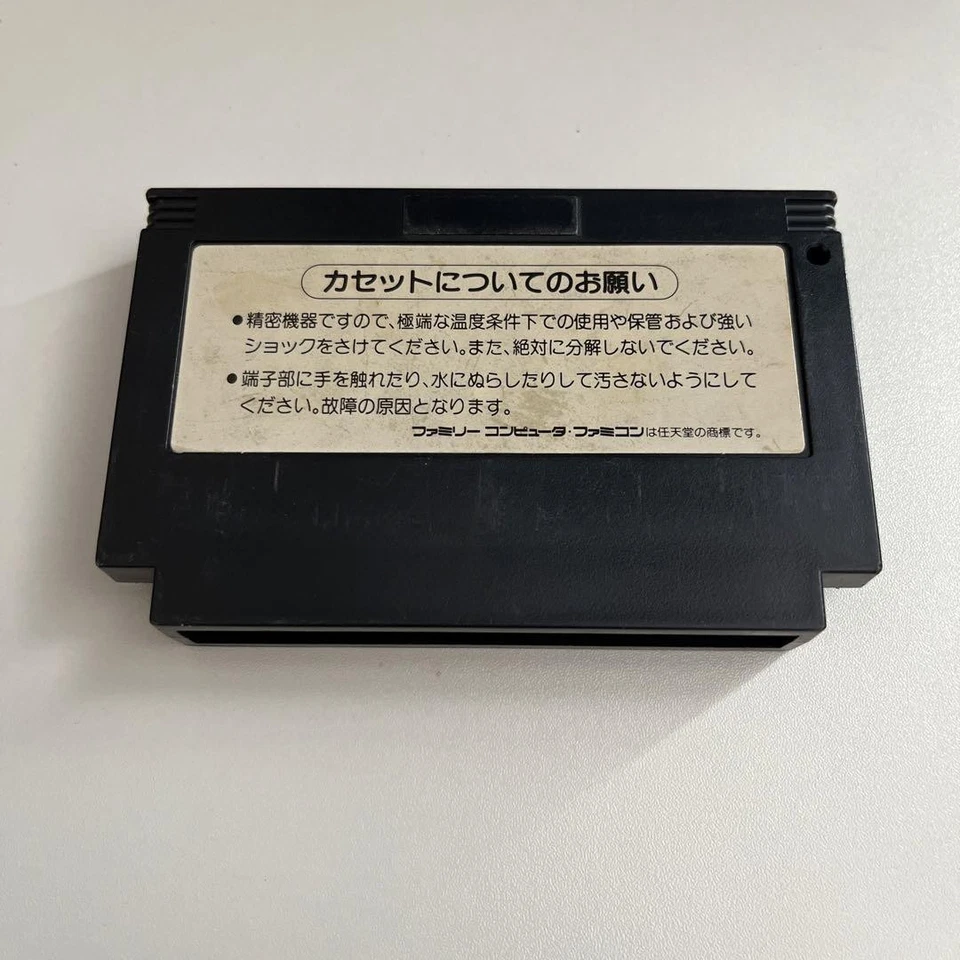 カセットについてのお願い
●精密機器ですので、極端な温度条件下での使用や保管および強い
ショックをさけてください。また、絶対に分解しないでください。
●端子部に手を触れたり、水にぬらしたりして汚さないようにして
ください。故障の原因となります。
ファミリー コンピュータ・ファミコンは任天堂の商標です。